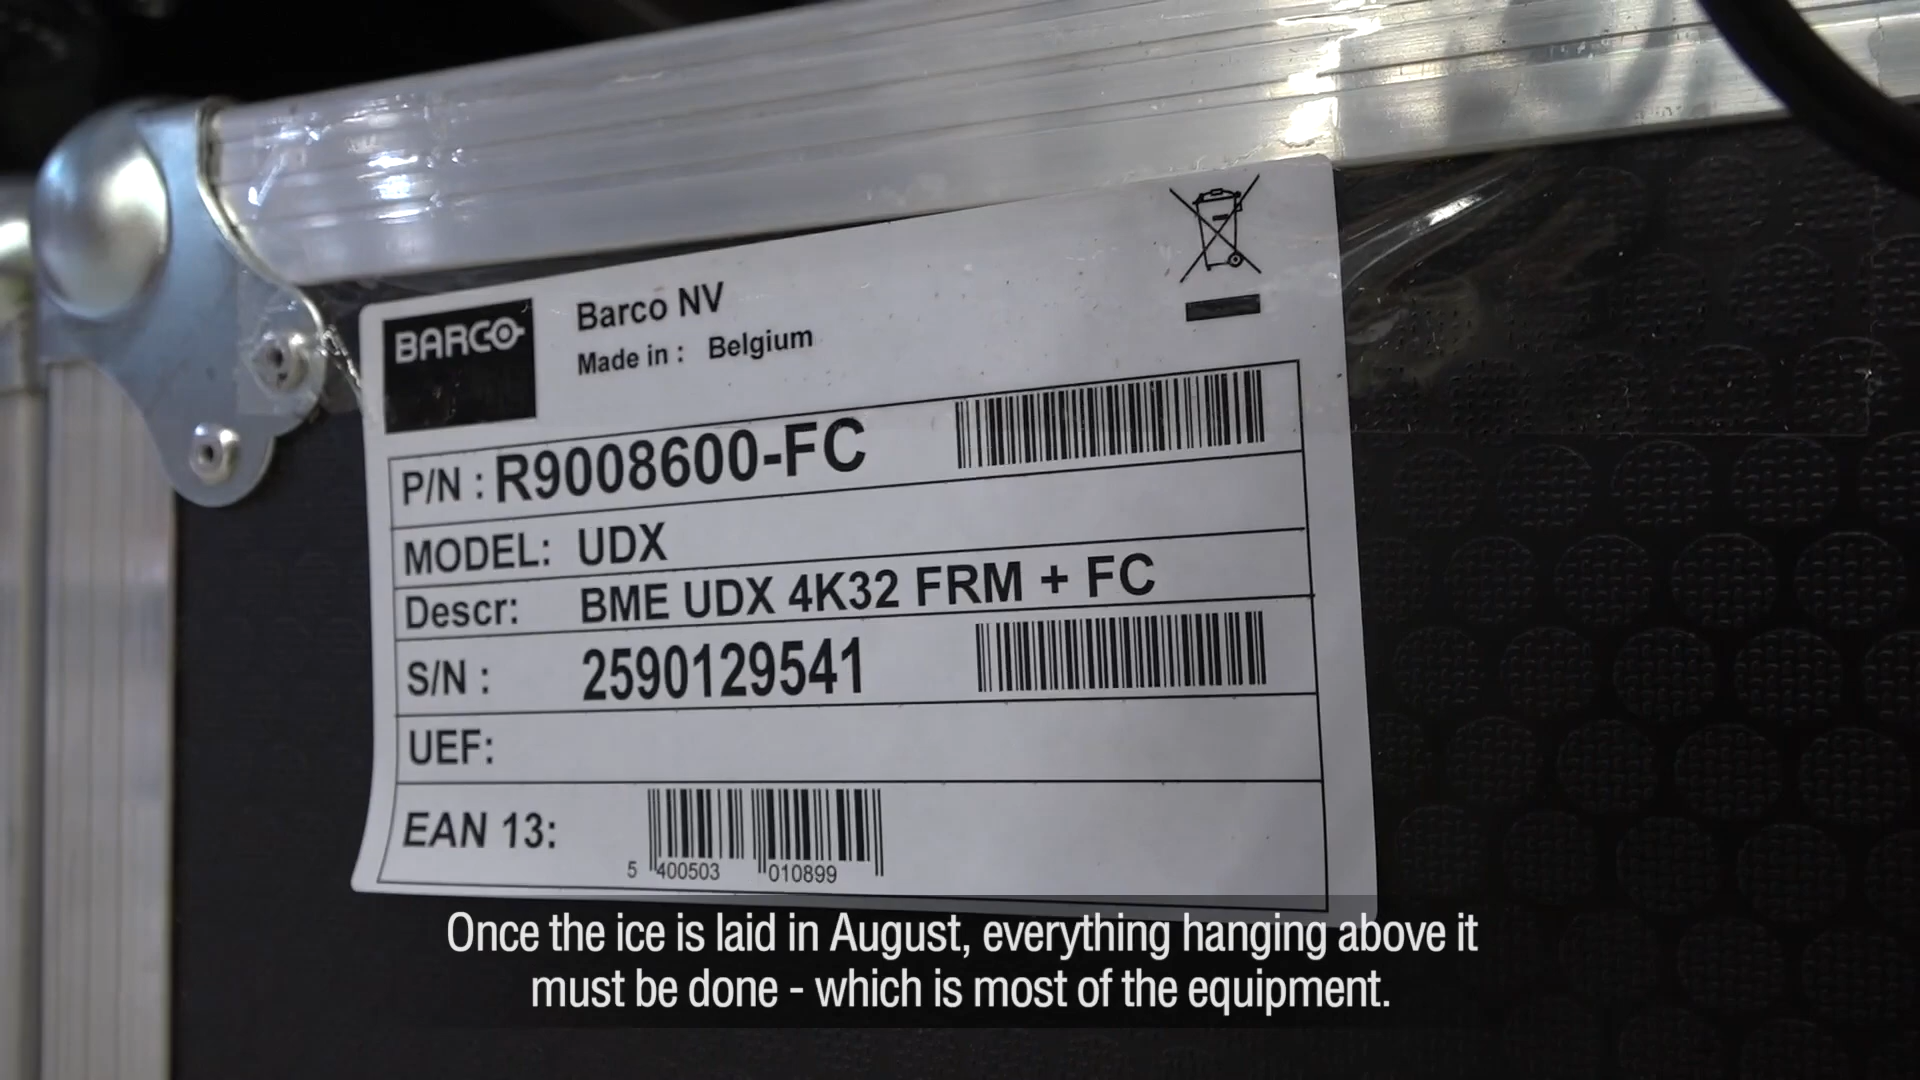 BARCO
Barco NV
Made in : Belgium
P/N : R9008600-FC
MODEL: UDX
Descr: BME UDX 4K32 FRM + FC
S/N : 2590129541
UEF:
EAN 13:
5 400503 010899
Once the ice is laid in August, everything hanging above it
must be done - which is most of the equipment.